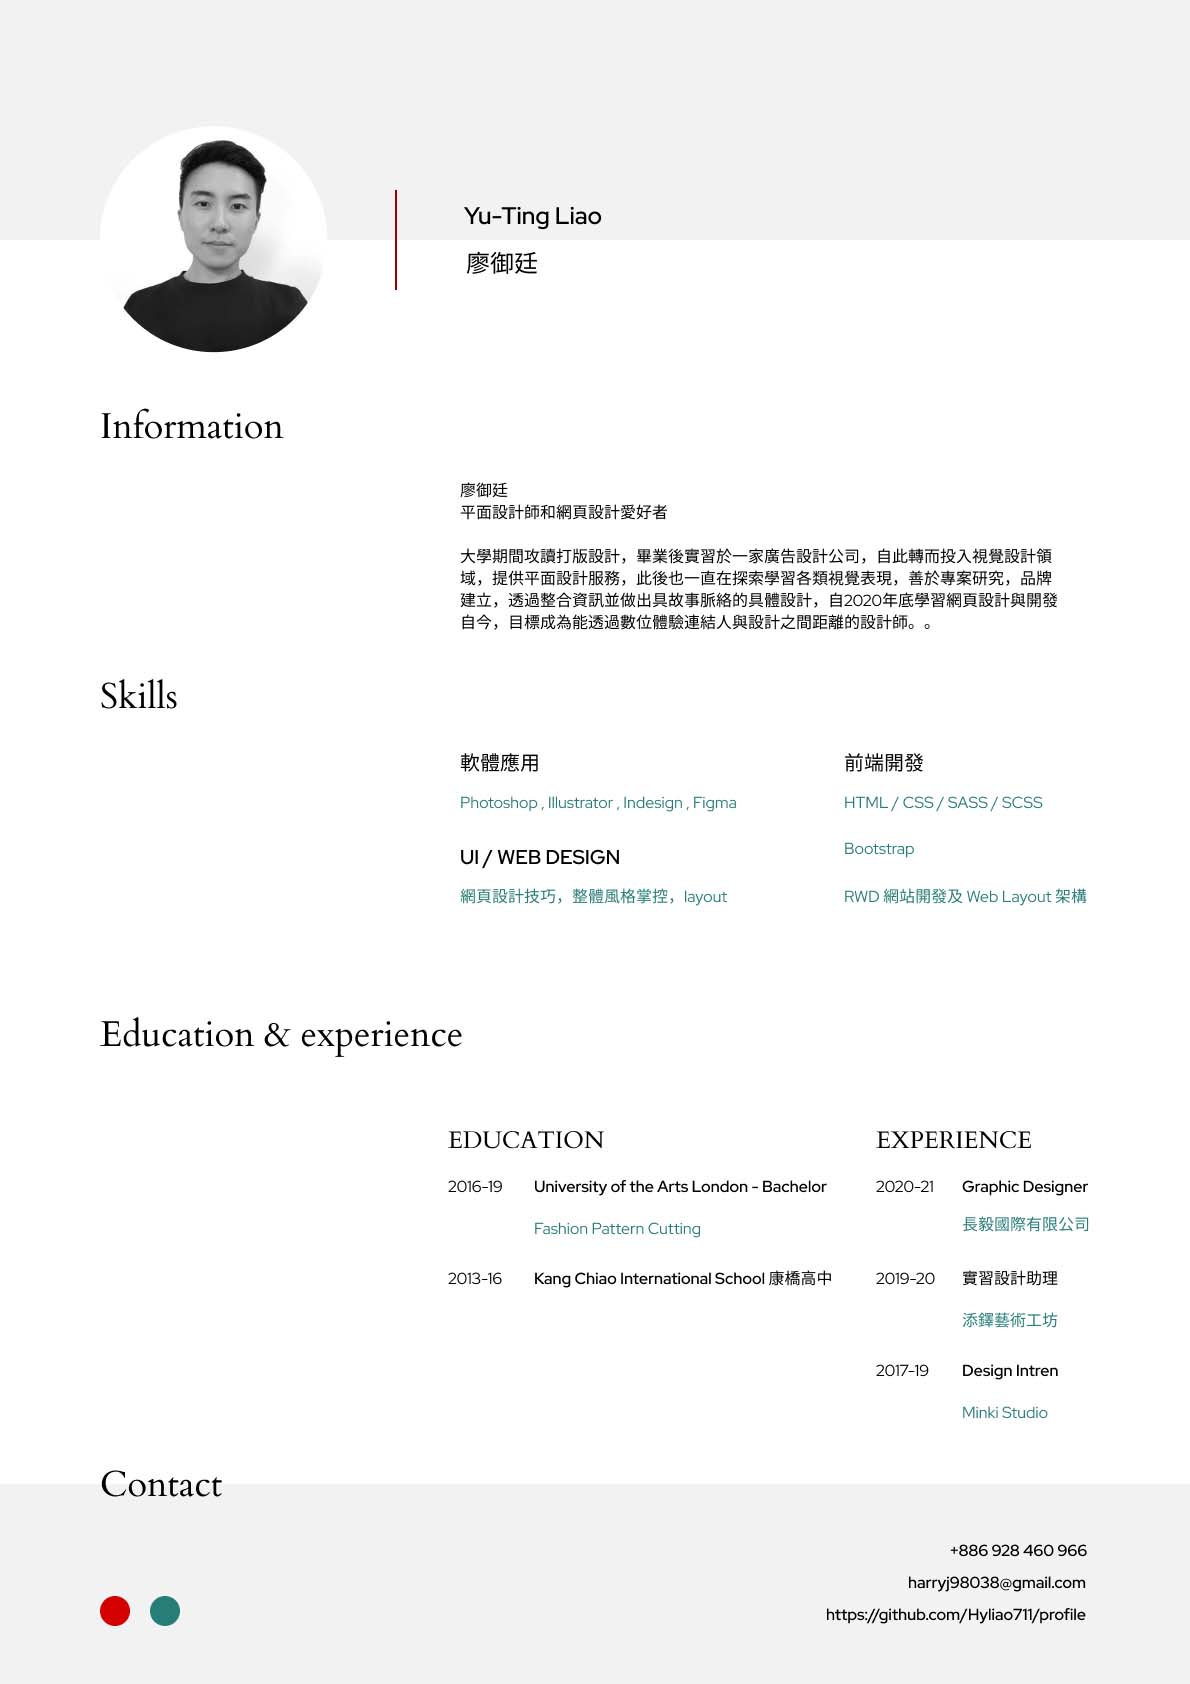 Yu-Ting Liao
廖御廷
Information
廖御廷
平面設計師和網頁設計愛好者
大學期間攻讀打版設計，畢業後實習於一家廣告設計公司，自此轉而投入視覺設計領
域，提供平面設計服務，此後也一直在探索學習各類視覺表現，善於專案研究，品牌
建立，透過整合資訊並做出具故事脈絡的具體設計，自2020年底學習網頁設計與開發
自今，目標成為能透過數位體驗連結人與設計之間距離的設計師。。
Skills
軟體應用
Photoshop , Illustrator , Indesign , Figma
UI / WEB DESIGN
網頁設計技巧，整體風格掌控，layout
前端開發
HTML / CSS / SASS / SCSS
Bootstrap
RWD 網站開發及 Web Layout 架構
Education & experience
EDUCATION
2016-19 University of the Arts London - Bachelor
Fashion Pattern Cutting
2013-16 Kang Chiao International School 康橋高中
EXPERIENCE
2020-21 Graphic Designer
長毅國際有限公司
2019-20 實習設計助理
添鐸藝術工坊
2017-19 Design Intren
Minki Studio
Contact
+886 928 460 966
harryj98038@gmail.com
https://github.com/Hyliao711/profile